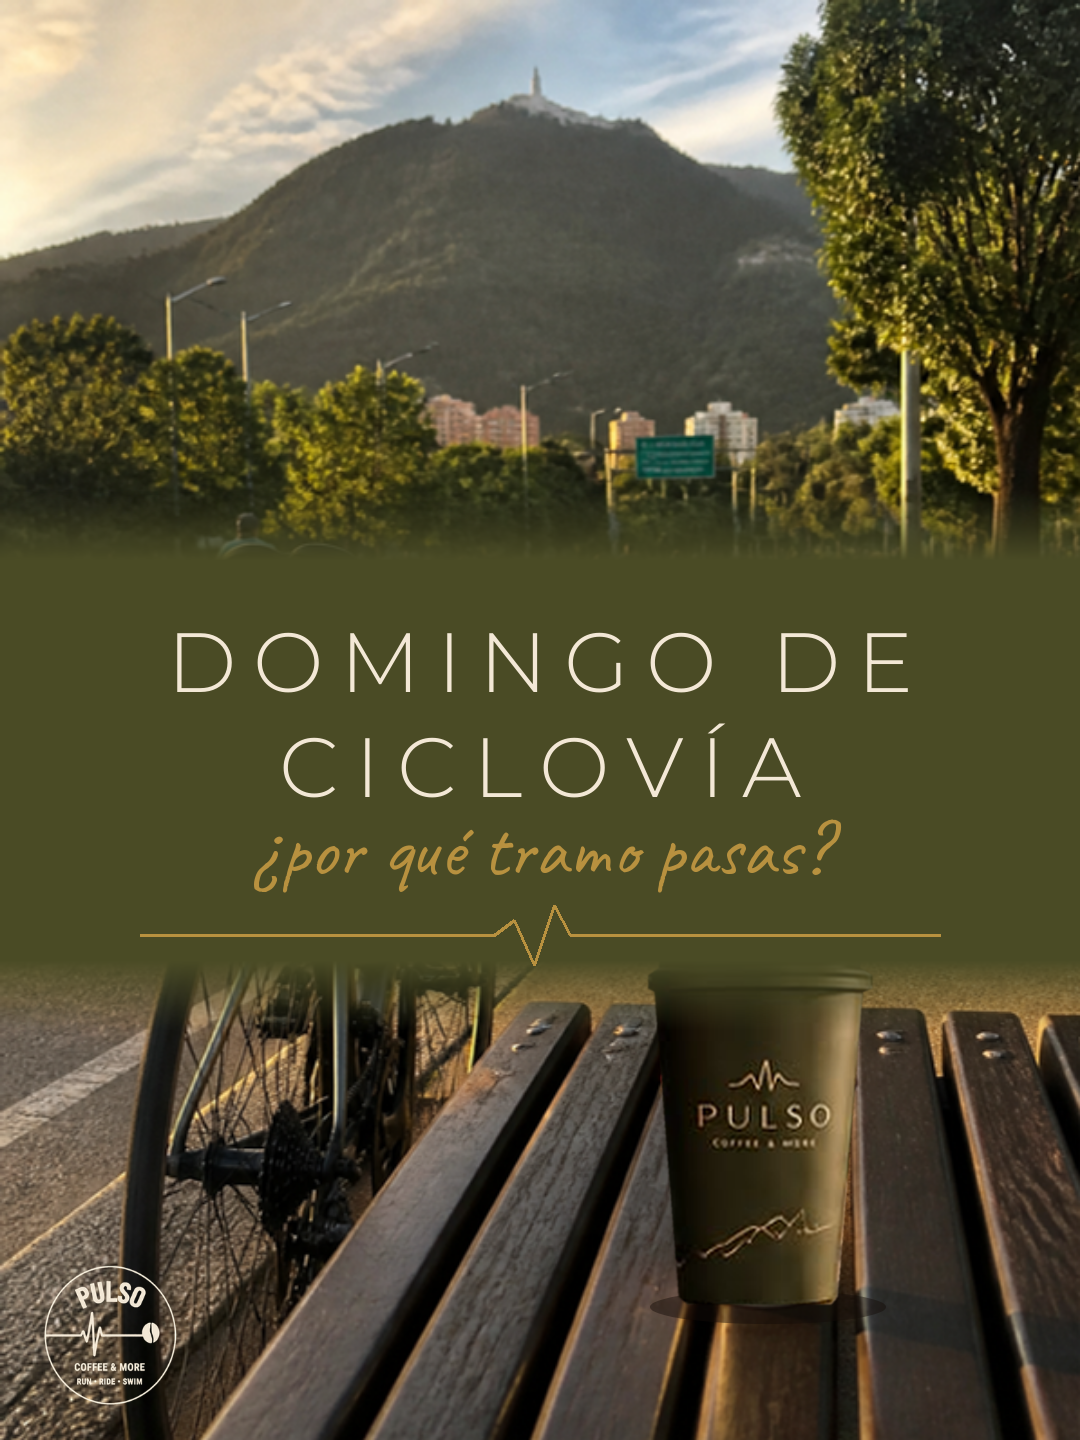 DOMINGO DE
CICLOVÍA
¿por qué tramo pasas?
PULSO
COFFEE & MORE
PULSO
COFFEE & MORE
RUN • RIDE • SWIM